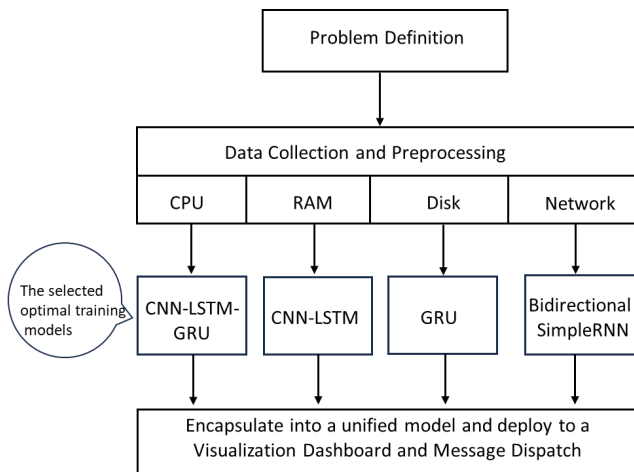 Problem Definition
Data Collection and Preprocessing
CPU
RAM
Disk
Network
The selected
optimal training
models
CNN-LSTM-
GRU
CNN-LSTM
GRU
Bidirectional
SimpleRNN
Encapsulate into a unified model and deploy to a
Visualization Dashboard and Message Dispatch